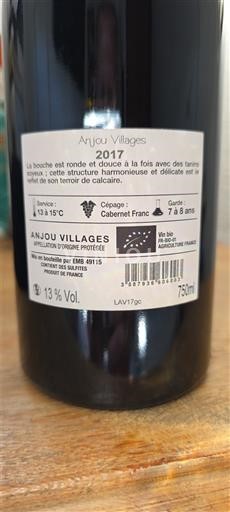 Anjou Villages
2017
La bouche est ronde et douce à la fois avec des tanins
soyeux ; cette structure harmonieuse et délicate est le
reflet de son terroir de calcaire.
Service :
13 à 15°C
Cépage :
Cabernet Franc
Garde :
7 à 8 ans
ANJOU VILLAGES
APPELLATION D'ORIGINE PROTÉGÉE
Mis en bouteille par EMB 49115
CONTIENT DES SULFITES
PRODUIT DE FRANCE
Vin bio
FR-BIO-01
AGRICULTURE FRANCE
13 % Vol.
LAV17gc
750ml